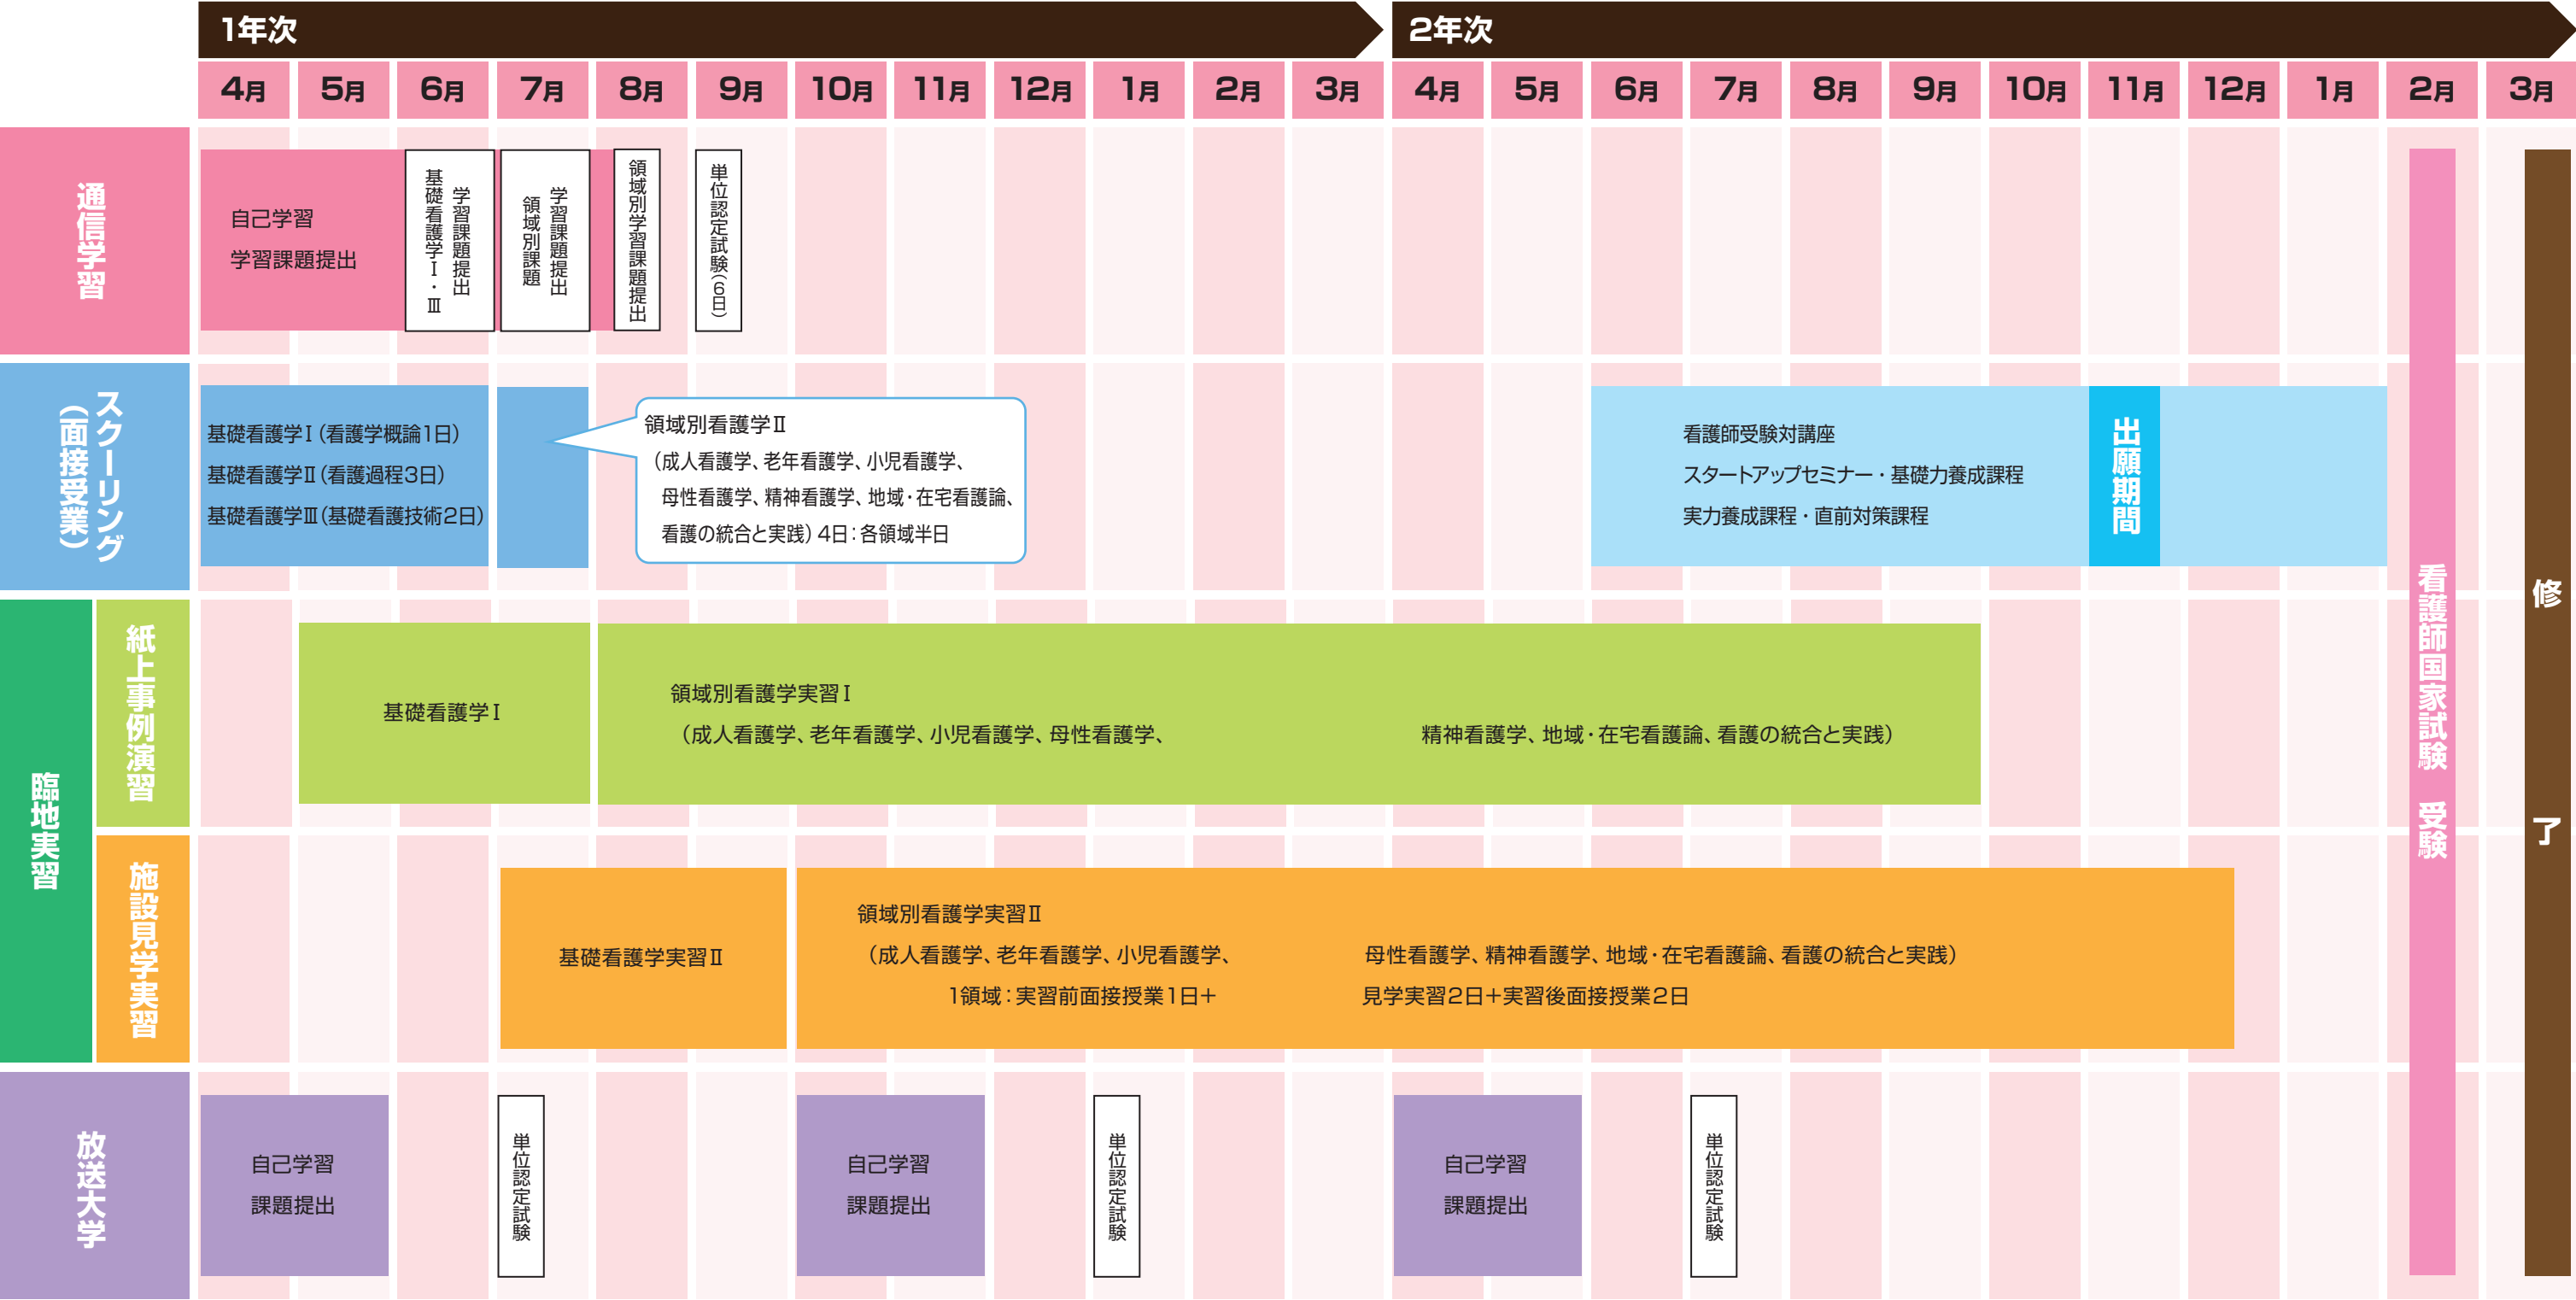 1年次
2年次
4月 5月 6月 7月 8月 9月 10月 11月 12月 1月 2月 3月 4月 5月 6月 7月 8月 9月 10月 11月 12月 1月 2月 3月
通信学習
自己学習
学習課題提出
学習課題提出
基礎看護学Ⅰ・Ⅲ
学習課題提出
領域別課題
領域別学習課題提出
単位認定試験(6日)
スクーリング
(面接受業)
基礎看護学Ⅰ(看護学概論1日)
基礎看護学Ⅱ(看護過程3日)
基礎看護学Ⅲ(基礎看護技術2日)
領域別看護学Ⅱ
(成人看護学、老年看護学、小児看護学、
母性看護学、精神看護学、地域・在宅看護論、
看護の統合と実践)4日:各領域半日
看護師受験対講座
スタートアップセミナー・基礎力養成課程
実力養成課程・直前対策課程
出願期間
臨地実習
紙上事例演習
基礎看護学Ⅰ
領域別看護学実習Ⅰ
(成人看護学、老年看護学、小児看護学、母性看護学、 精神看護学、地域・在宅看護論、看護の統合と実践)
施設見学実習
基礎看護学実習Ⅱ
領域別看護学実習Ⅱ
(成人看護学、老年看護学、小児看護学、 母性看護学、精神看護学、地域・在宅看護論、看護の統合と実践)
1領域:実習前面接授業1日+ 見学実習2日+実習後面接授業2日
放送大学
自己学習
課題提出
単位認定試験
自己学習
課題提出
単位認定試験
自己学習
課題提出
単位認定試験
看護師国家試験 受験
修了